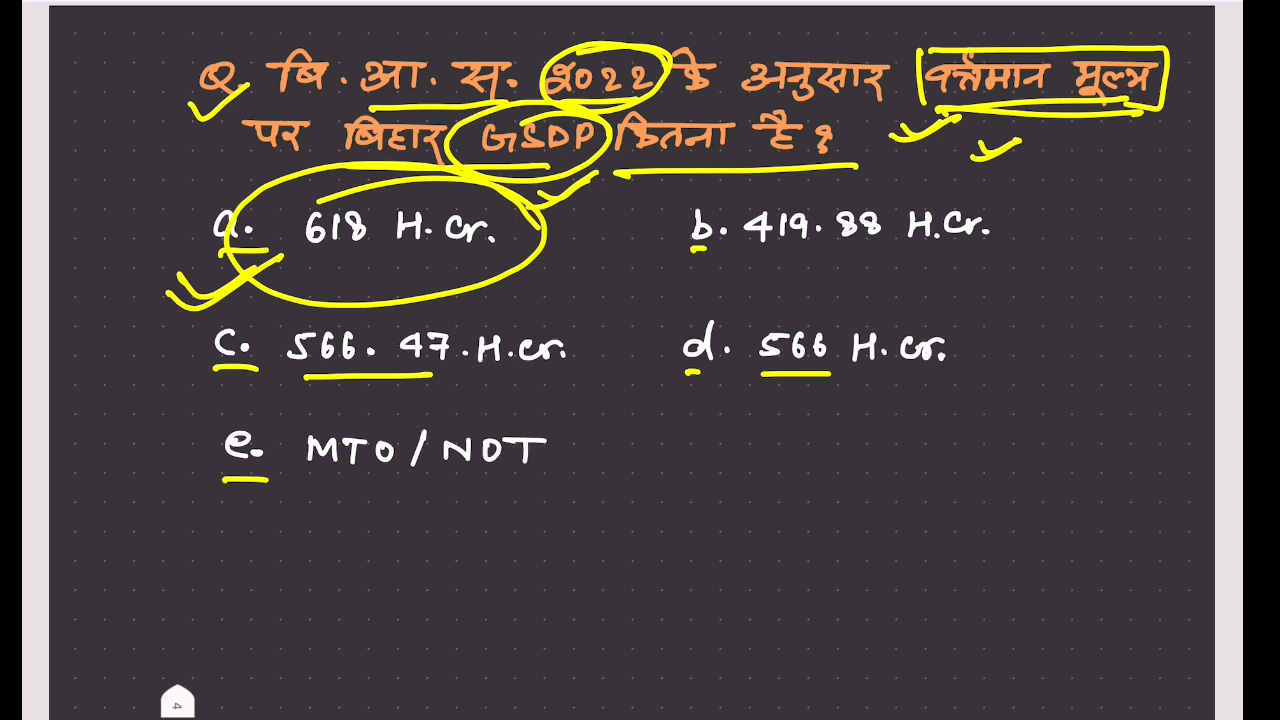 Q बि. आ. स. 2022 के अनुसार वर्त्तमान मूल्य
पर बिहार GSDP कितना है?
a. 618 H. Cr. b. 419.88 H.Cr.
c. 566.47.H.cr. d. 566 H. Cr.
e. MTO / NOT
4